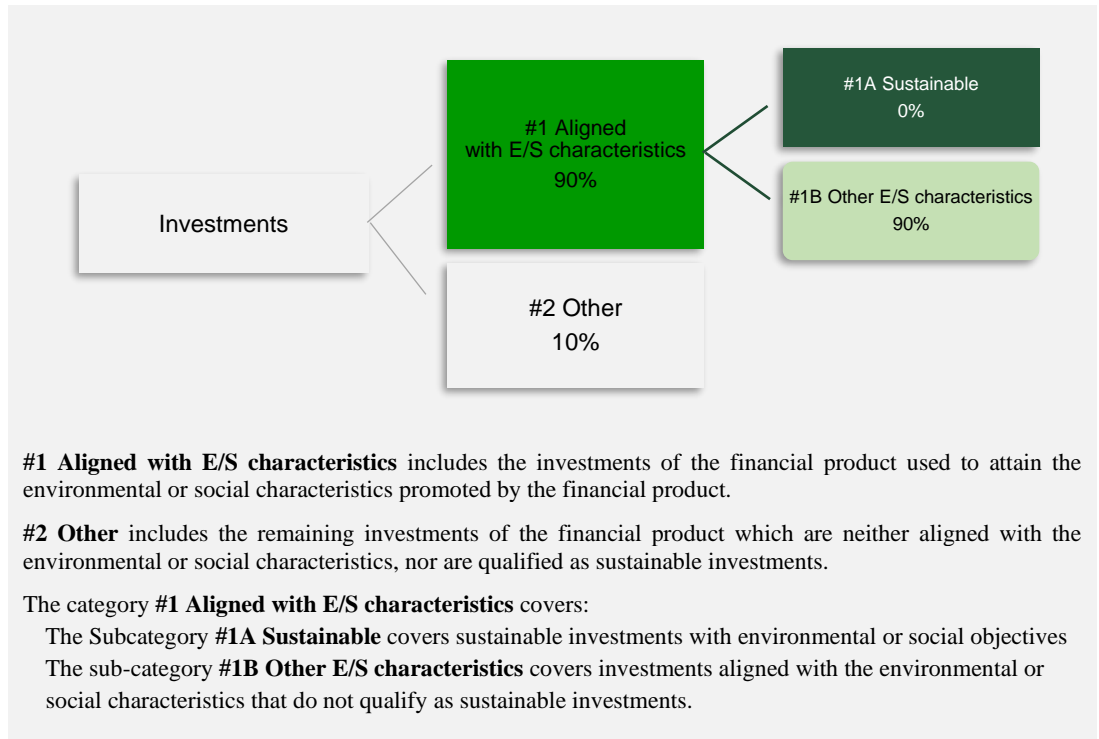 Investments
#1 Aligned
with E/S characteristics
90%
#2 Other
10%
#1A Sustainable
0%
#1B Other E/S characteristics
90%
#1 Aligned with E/S characteristics includes the investments of the financial product used to attain the
environmental or social characteristics promoted by the financial product.
#2 Other includes the remaining investments of the financial product which are neither aligned with the
environmental or social characteristics, nor are qualified as sustainable investments.
The category #1 Aligned with E/S characteristics covers:
The Subcategory #1A Sustainable covers sustainable investments with environmental or social objectives
The sub-category #1B Other E/S characteristics covers investments aligned with the environmental or
social characteristics that do not qualify as sustainable investments.